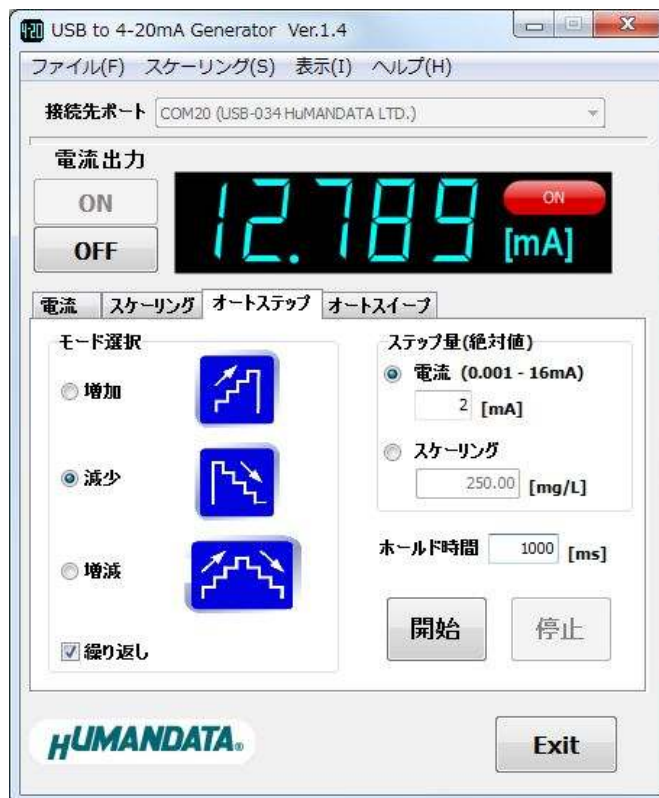 4-20 USB to 4-20mA Generator Ver.1.4
ファイル(F) スケーリング(S) 表示(I) ヘルプ(H)
接続先ポート COM20 (USB-034 HuMANDATA LTD.)
電流出力
ON
OFF
12.789
ON
[mA]
電流 スケーリング オートステップ オートスイープ
モード選択
増加
減少
増減
繰り返し
ステップ量(絶対値)
電流 (0.001 - 16mA)
2 [mA]
スケーリング
250.00 [mg/L]
ホールド時間 1000 [ms]
開始 停止
HUMANDATA®
Exit